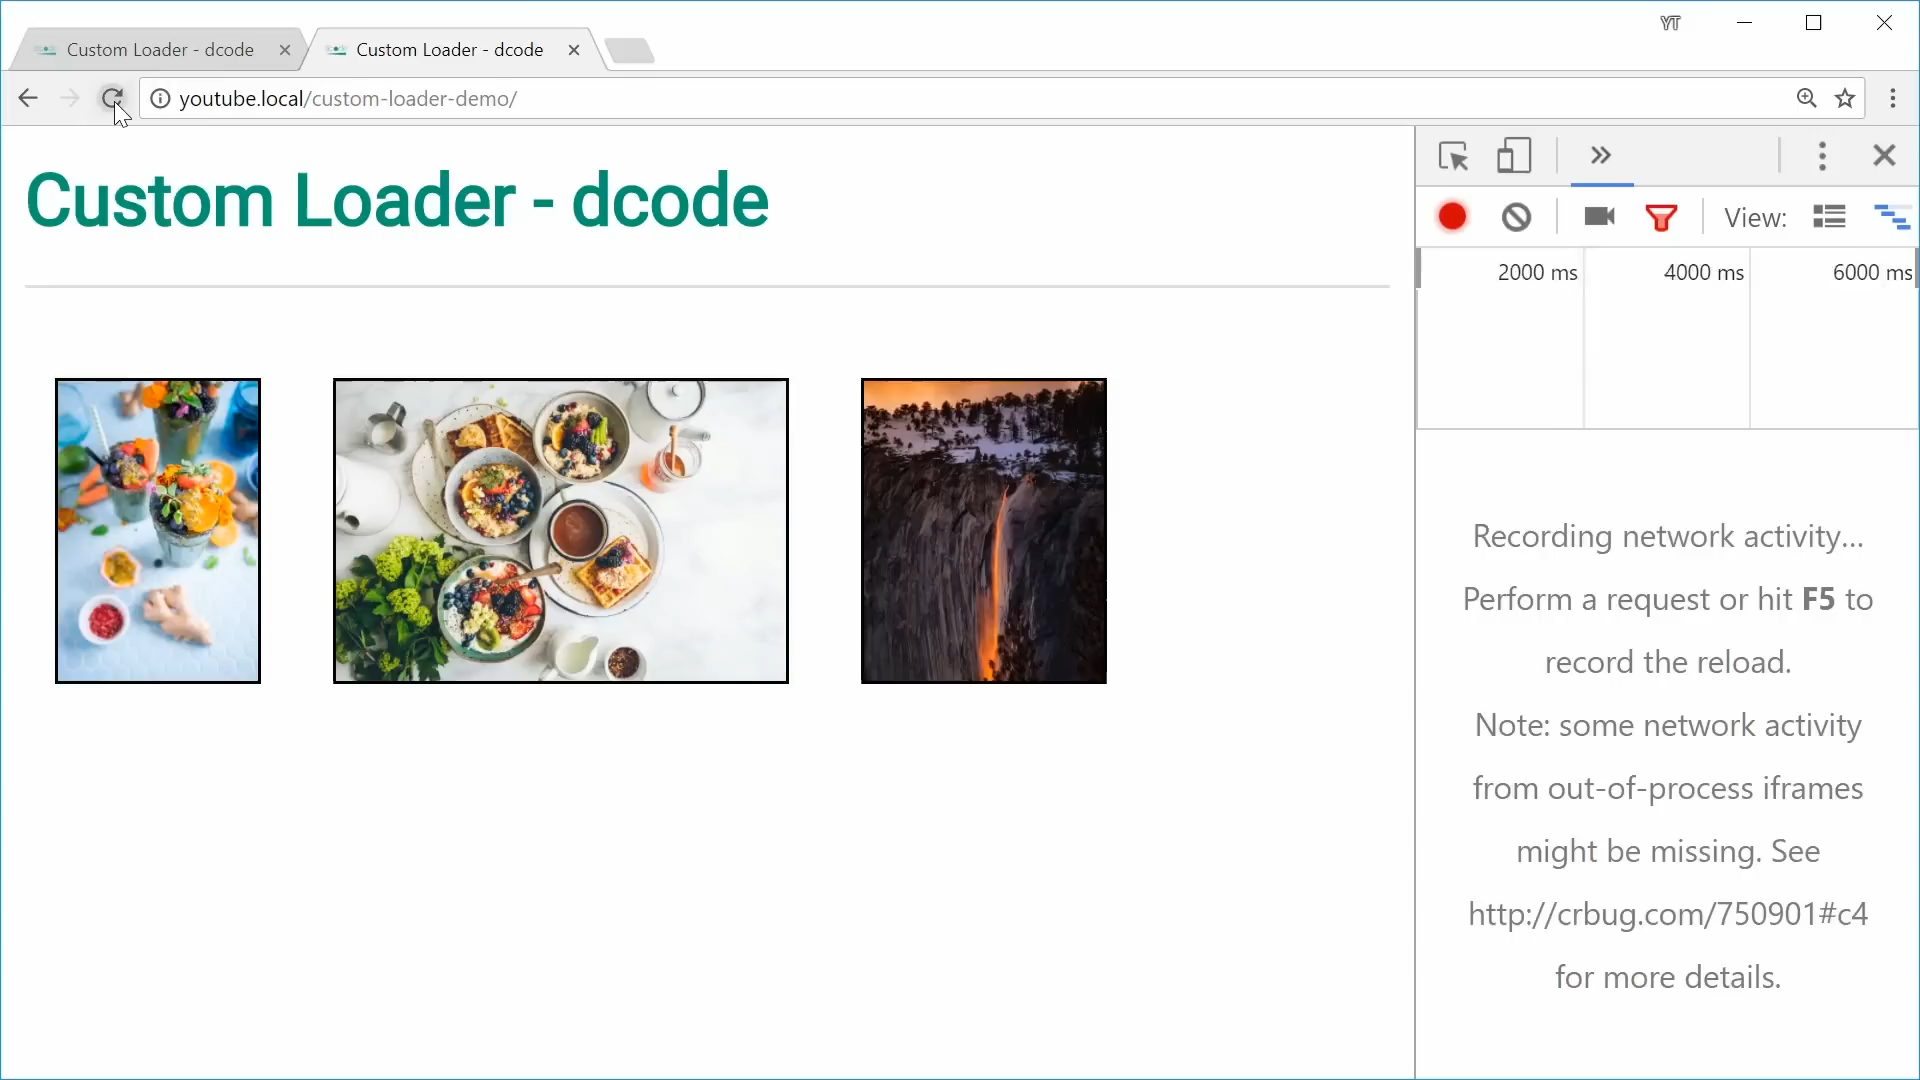 YT
Custom Loader - dcode
Custom Loader - dcode
youtube.local/custom-loader-demo/
Custom Loader - dcode
View:
2000 ms
4000 ms
6000 ms
Recording network activity...
Perform a request or hit F5 to
record the reload.
Note: some network activity
from out-of-process iframes
might be missing. See
http://crbug.com/750901#c4
for more details.